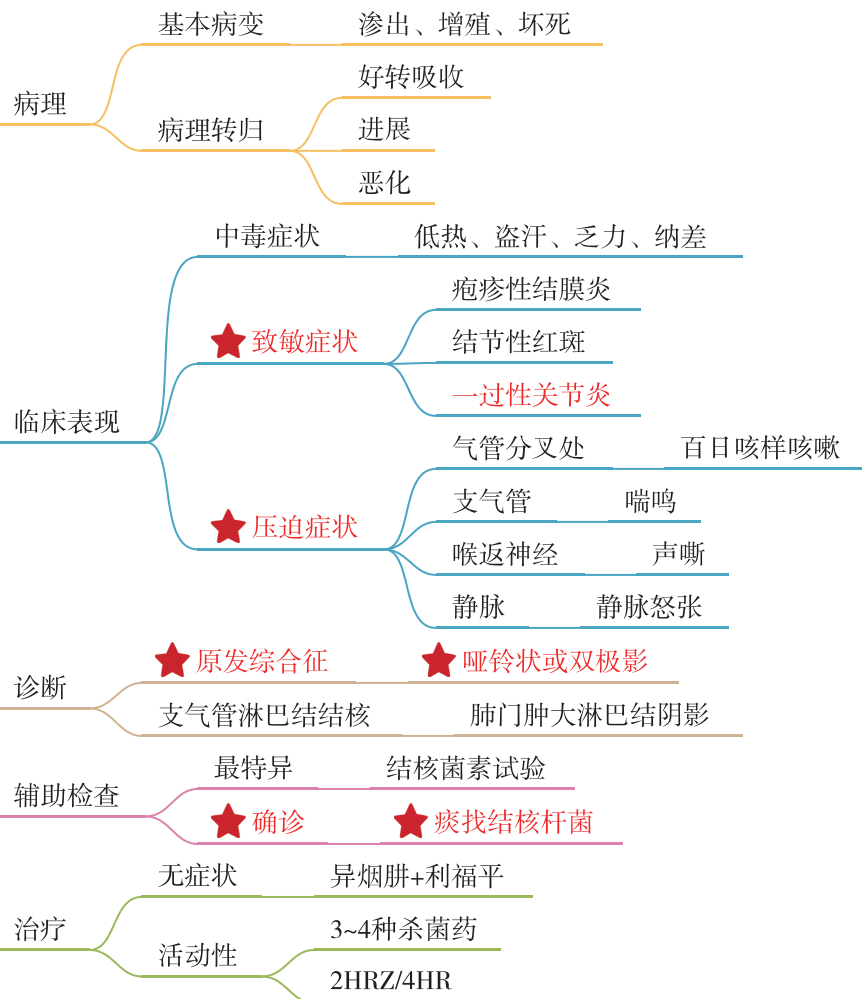 病理
基本病变
渗出、增殖、坏死
病理转归
好转吸收
进展
恶化
临床表现
中毒症状
低热、盗汗、乏力、纳差
致敏症状
疱疹性结膜炎
结节性红斑
一过性关节炎
压迫症状
气管分叉处
百日咳样咳嗽
支气管
喘鸣
喉返神经
声嘶
静脉
静脉怒张
诊断
原发综合征
哑铃状或双极影
支气管淋巴结结核
肺门肿大淋巴结阴影
辅助检查
最特异
结核菌素试验
确诊
痰找结核杆菌
治疗
无症状
异烟肼+利福平
活动性
3~4种杀菌药
2HRZ/4HR